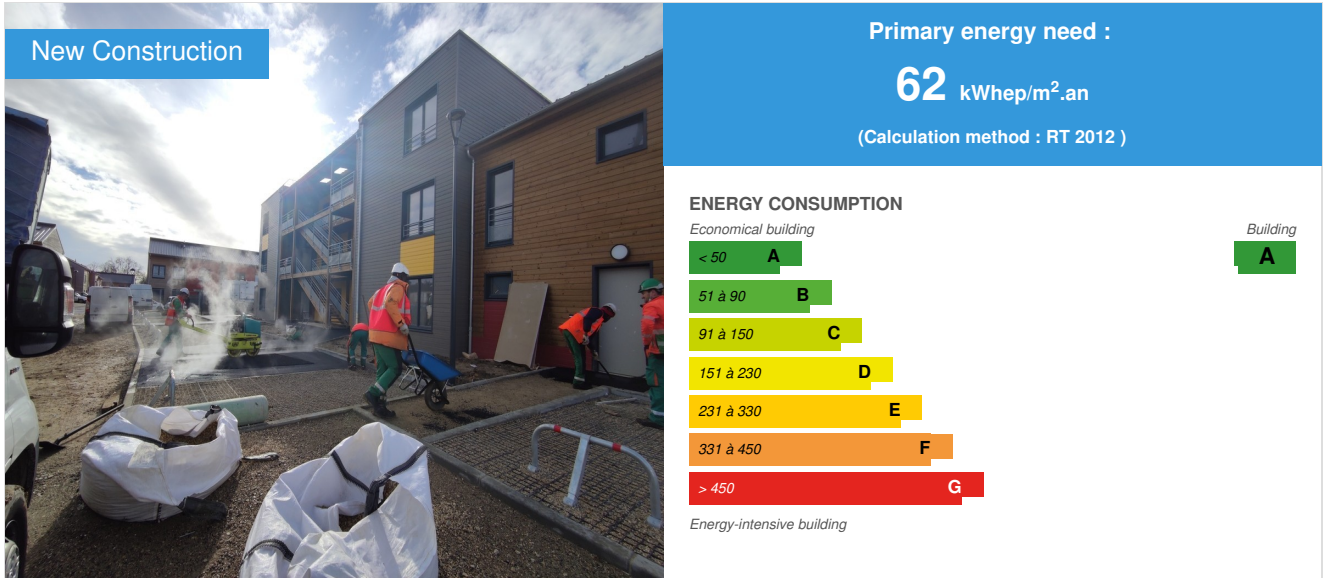 New Construction
Primary energy need :
62 kWhep/m².an
(Calculation method : RT 2012 )
ENERGY CONSUMPTION
Economical building
Building
< 50 A
A
51 à 90 B
91 à 150 C
151 à 230 D
231 à 330 E
331 à 450 F
> 450 G
Energy-intensive building